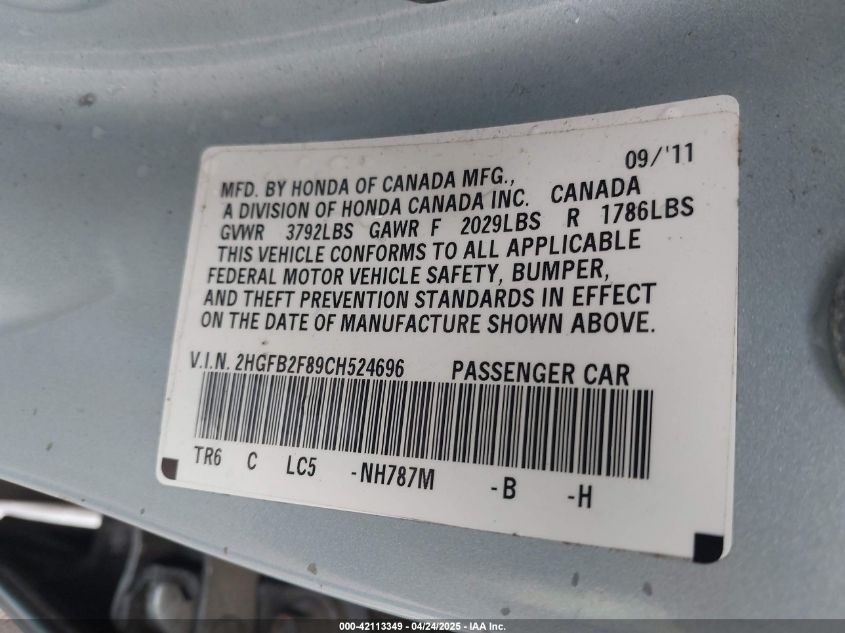 09/'11
MFD. BY HONDA OF CANADA MFG.,
A DIVISION OF HONDA CANADA INC. CANADA
GVWR 3792LBS GAWR F 2029LBS R 1786LBS
THIS VEHICLE CONFORMS TO ALL APPLICABLE
FEDERAL MOTOR VEHICLE SAFETY, BUMPER,
AND THEFT PREVENTION STANDARDS IN EFFECT
ON THE DATE OF MANUFACTURE SHOWN ABOVE.
V.I.N. 2HGFB2F89CH524696 PASSENGER CAR
TR6 C LC5 -NH787M -B -H
000-42113349 - 04/24/2025 - IAA Inc.